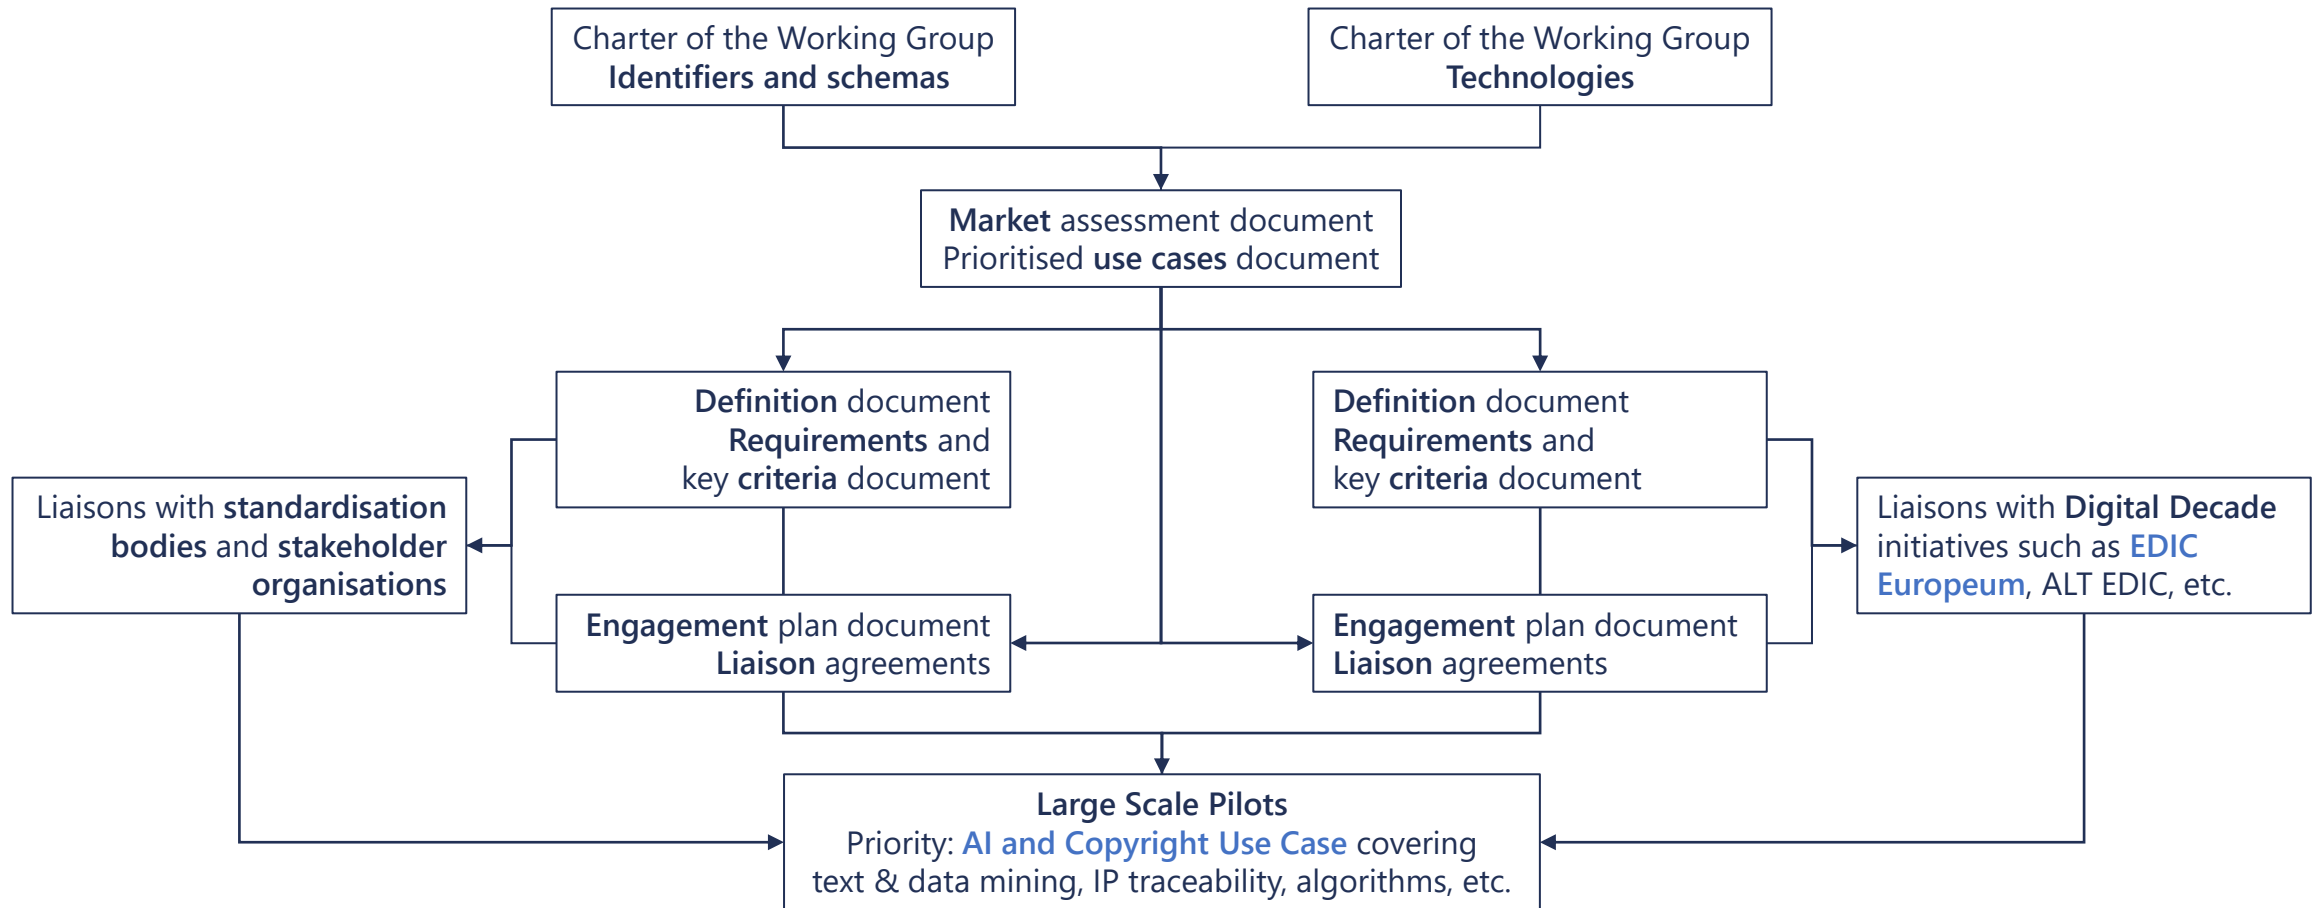 Charter of the Working Group
Identifiers and schemas
Charter of the Working Group
Technologies
Market assessment document
Prioritised use cases document
Definition document
Requirements and
key criteria document
Definition document
Requirements and
key criteria document
Liaisons with standardisation
bodies and stakeholder
organisations
Liaisons with Digital Decade
initiatives such as EDIC
Europeum, ALT EDIC, etc.
Engagement plan document
Liaison agreements
Engagement plan document
Liaison agreements
Large Scale Pilots
Priority: AI and Copyright Use Case covering
text & data mining, IP traceability, algorithms, etc.